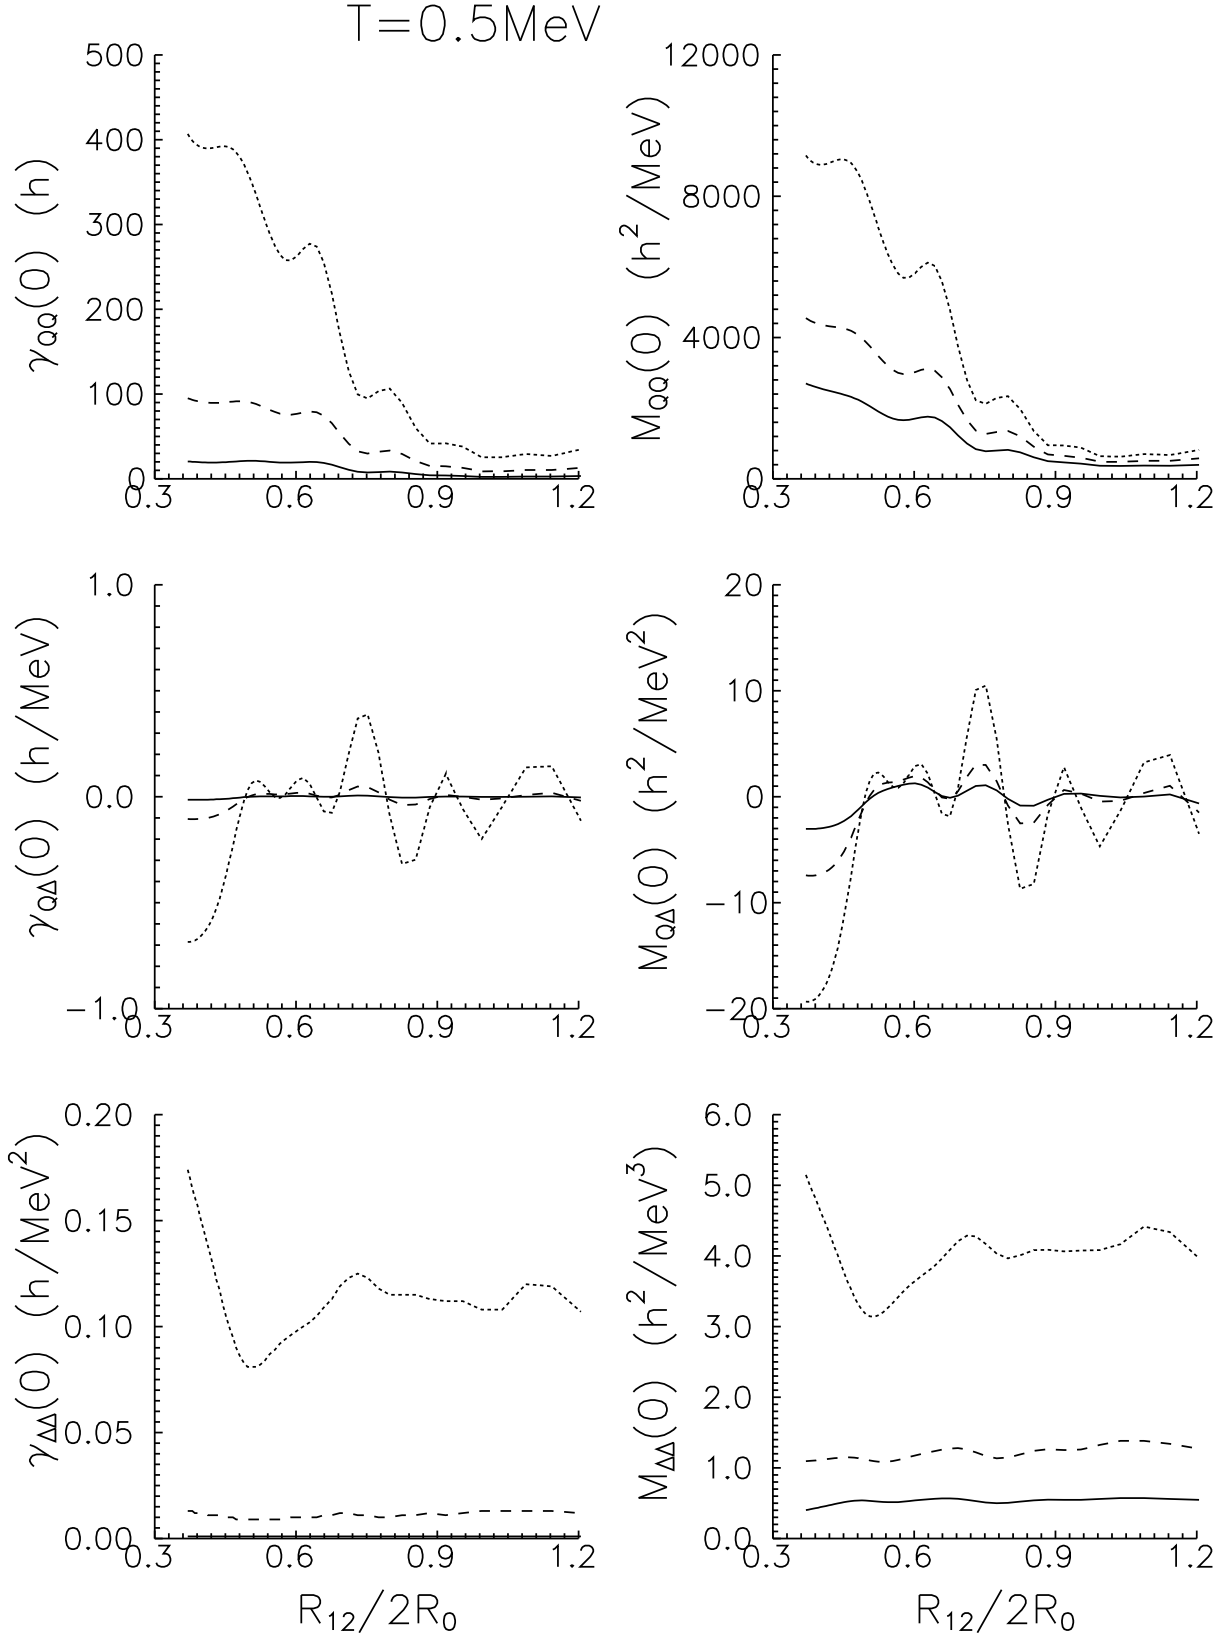 T=0.5MeV
500
400
300
200
100
0
0.3 0.6 0.9 1.2
γQQ(0) (h)
12000
8000
4000
0
0.3 0.6 0.9 1.2
MQQ(0) (h²/MeV)
1.0
0.0
−1.0
0.3 0.6 0.9 1.2
γQΔ(0) (h/MeV)
20
10
0
−10
−20
0.3 0.6 0.9 1.2
MQΔ(0) (h²/MeV²)
0.20
0.15
0.10
0.05
0.00
0.3 0.6 0.9 1.2
γΔΔ(0) (h/MeV²)
R₁₂/2R₀
6.0
5.0
4.0
3.0
2.0
1.0
0.0
0.3 0.6 0.9 1.2
MΔΔ(0) (h²/MeV³)
R₁₂/2R₀